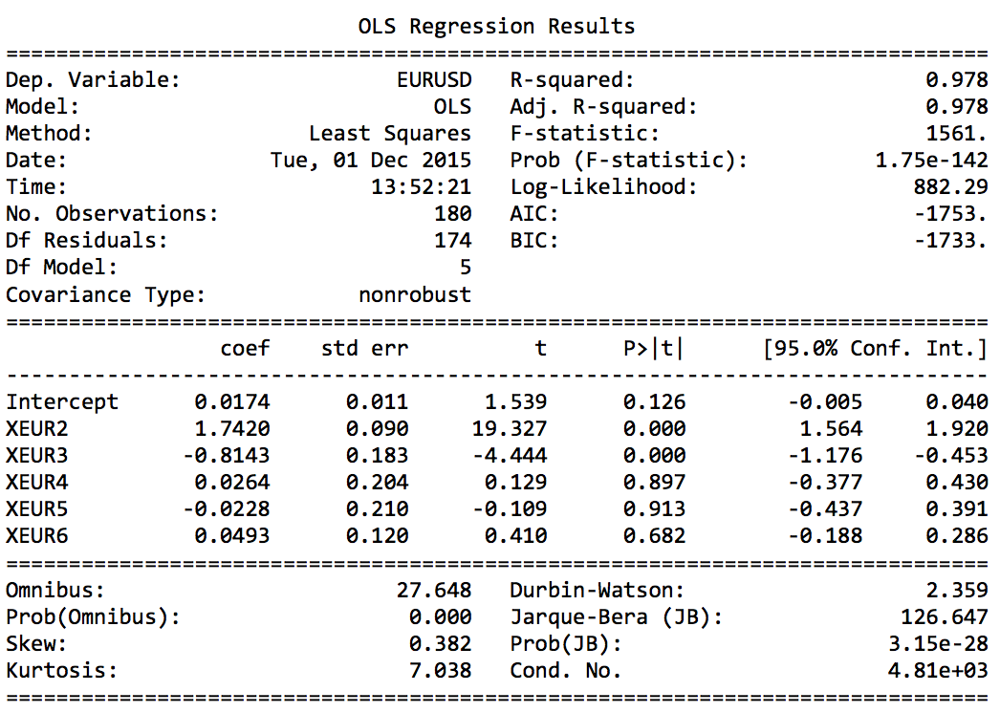 OLS Regression Results
==============================================================================
Dep. Variable: EURUSD R-squared: 0.978
Model: OLS Adj. R-squared: 0.978
Method: Least Squares F-statistic: 1561.
Date: Tue, 01 Dec 2015 Prob (F-statistic): 1.75e-142
Time: 13:52:21 Log-Likelihood: 882.29
No. Observations: 180 AIC: -1753.
Df Residuals: 174 BIC: -1733.
Df Model: 5
Covariance Type: nonrobust
==============================================================================
coef std err t P>|t| [95.0% Conf. Int.]
------------------------------------------------------------------------------
Intercept 0.0174 0.011 1.539 0.126 -0.005 0.040
XEUR2 1.7420 0.090 19.327 0.000 1.564 1.920
XEUR3 -0.8143 0.183 -4.444 0.000 -1.176 -0.453
XEUR4 0.0264 0.204 0.129 0.897 -0.377 0.430
XEUR5 -0.0228 0.210 -0.109 0.913 -0.437 0.391
XEUR6 0.0493 0.120 0.410 0.682 -0.188 0.286
==============================================================================
Omnibus: 27.648 Durbin-Watson: 2.359
Prob(Omnibus): 0.000 Jarque-Bera (JB): 126.647
Skew: 0.382 Prob(JB): 3.15e-28
Kurtosis: 7.038 Cond. No. 4.81e+03
==============================================================================